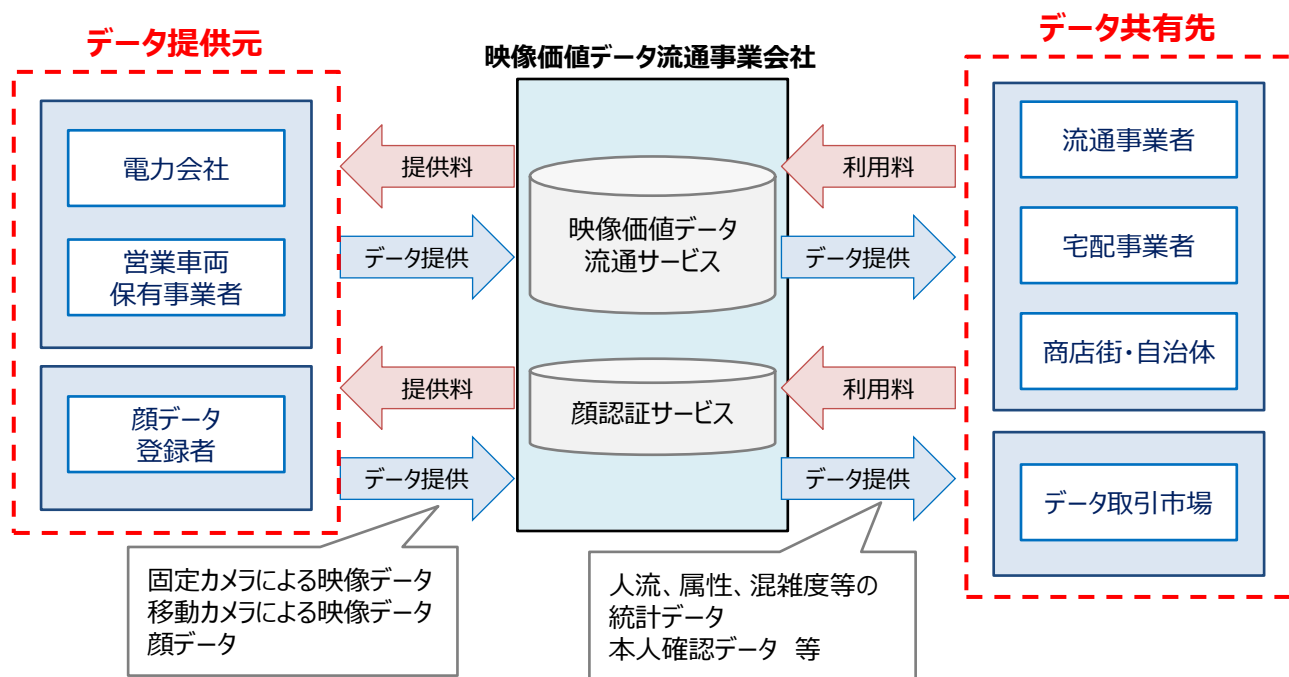 データ提供元
電力会社
営業車両
保有事業者
顔データ
登録者
提供料
データ提供
提供料
データ提供
固定カメラによる映像データ
移動カメラによる映像データ
顔データ
映像価値データ流通事業会社
映像価値データ
流通サービス
顔認証サービス
利用料
データ提供
利用料
データ提供
人流、属性、混雑度等の
統計データ
本人確認データ 等
データ共有先
流通事業者
宅配事業者
商店街・自治体
データ取引市場